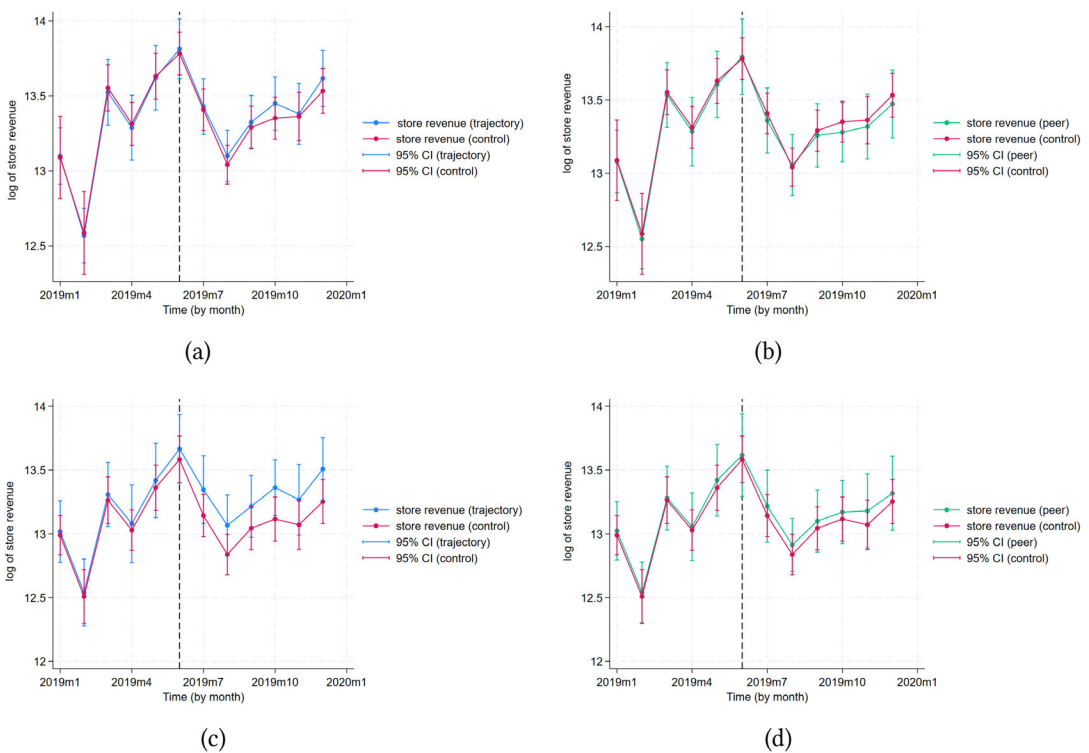 14
13.5
13
12.5
log of store revenue
2019m1 2019m4 2019m7 2019m10 2020m1
Time (by month)
store revenue (trajectory)
store revenue (control)
95% CI (trajectory)
95% CI (control)
(a)
14
13.5
13
12.5
log of store revenue
2019m1 2019m4 2019m7 2019m10 2020m1
Time (by month)
store revenue (peer)
store revenue (control)
95% CI (peer)
95% CI (control)
(b)
14
13.5
13
12.5
12
log of store revenue
2019m1 2019m4 2019m7 2019m10 2020m1
Time (by month)
store revenue (trajectory)
store revenue (control)
95% CI (trajectory)
95% CI (control)
(c)
14
13.5
13
12.5
12
log of store revenue
2019m1 2019m4 2019m7 2019m10 2020m1
Time (by month)
store revenue (peer)
store revenue (control)
95% CI (peer)
95% CI (control)
(d)